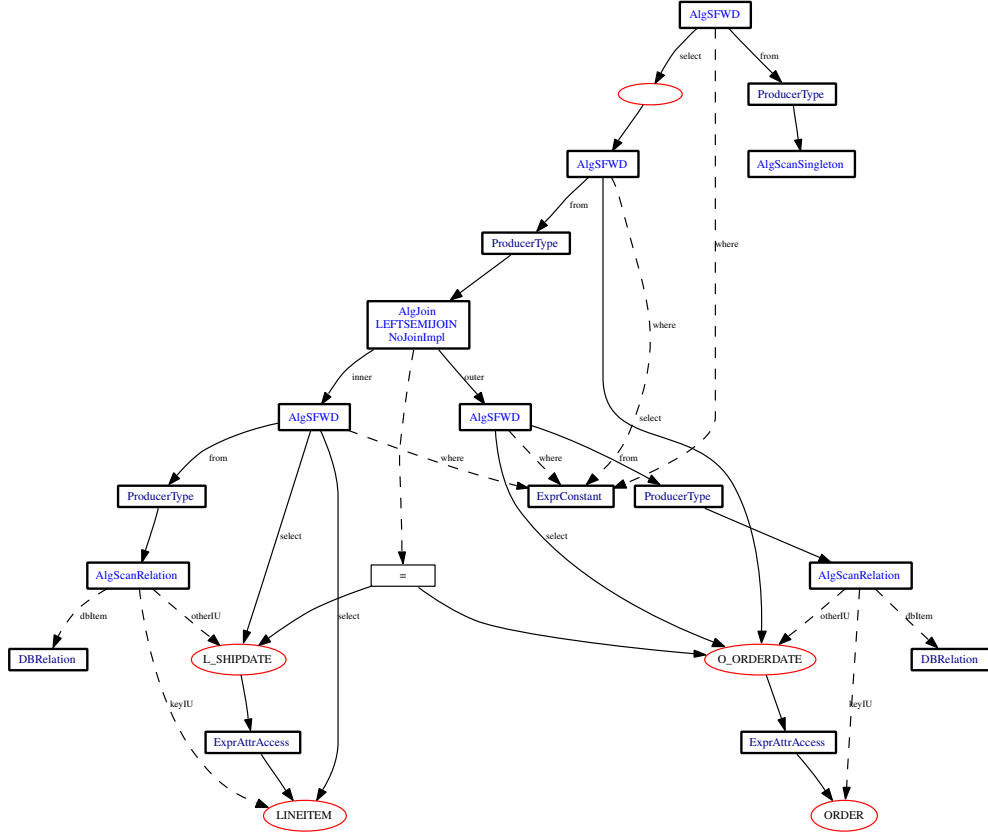 AlgSFWD
select
from
ProducerType
AlgSFWD
AlgScanSingleton
from
ProducerType
where
AlgJoin
LEFTSEMIJOIN
NoJoinImpl
where
inner
outer
AlgSFWD
AlgSFWD
select
from
where
where
from
ProducerType
ExprConstant
ProducerType
select
select
AlgScanRelation
=
AlgScanRelation
dbItem
otherIU
select
otherIU
dbItem
DBRelation
L_SHIPDATE
O_ORDERDATE
DBRelation
keyIU
keyIU
ExprAttrAccess
ExprAttrAccess
LINEITEM
ORDER